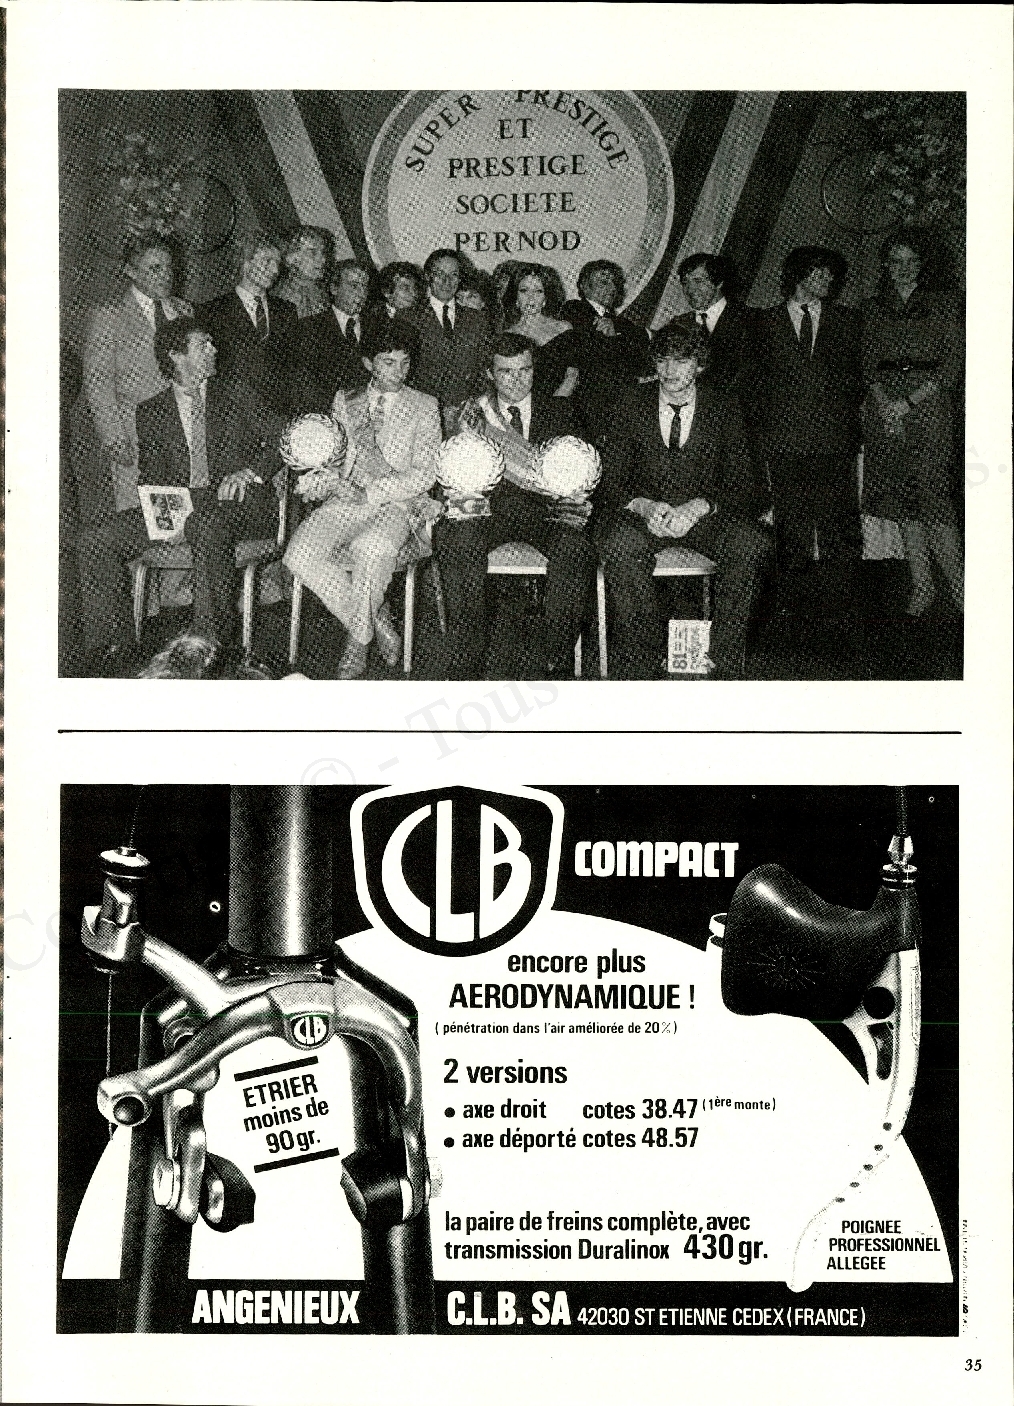 SUPER PRESTIGE
ET
PRESTIGE
SOCIETE
PERNOD
81
© - Tous
CLB
COMPACT
encore plus
AERODYNAMIQUE !
( pénétration dans l'air améliorée de 20% )
CLB
ETRIER
moins de
90 gr.
2 versions
• axe droit cotes 38.47 (1ère monte)
• axe déporté cotes 48.57
la paire de freins complète, avec
transmission Duralinox 430 gr.
POIGNEE
PROFESSIONNEL
ALLEGEE
ANGENIEUX C.L.B. SA 42030 ST ETIENNE CEDEX (FRANCE)
35